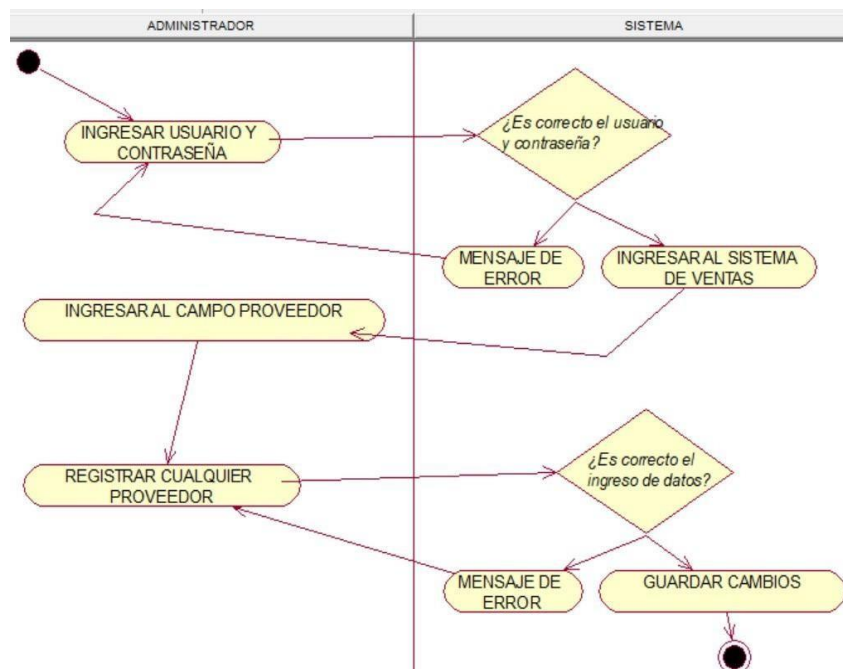 ADMINISTRADOR
SISTEMA
INGRESAR USUARIO Y
CONTRASEÑA
¿Es correcto el usuario
y contraseña?
MENSAJE DE
ERROR
INGRESAR AL SISTEMA
DE VENTAS
INGRESAR AL CAMPO PROVEEDOR
REGISTRAR CUALQUIER
PROVEEDOR
¿Es correcto el
ingreso de datos?
MENSAJE DE
ERROR
GUARDAR CAMBIOS